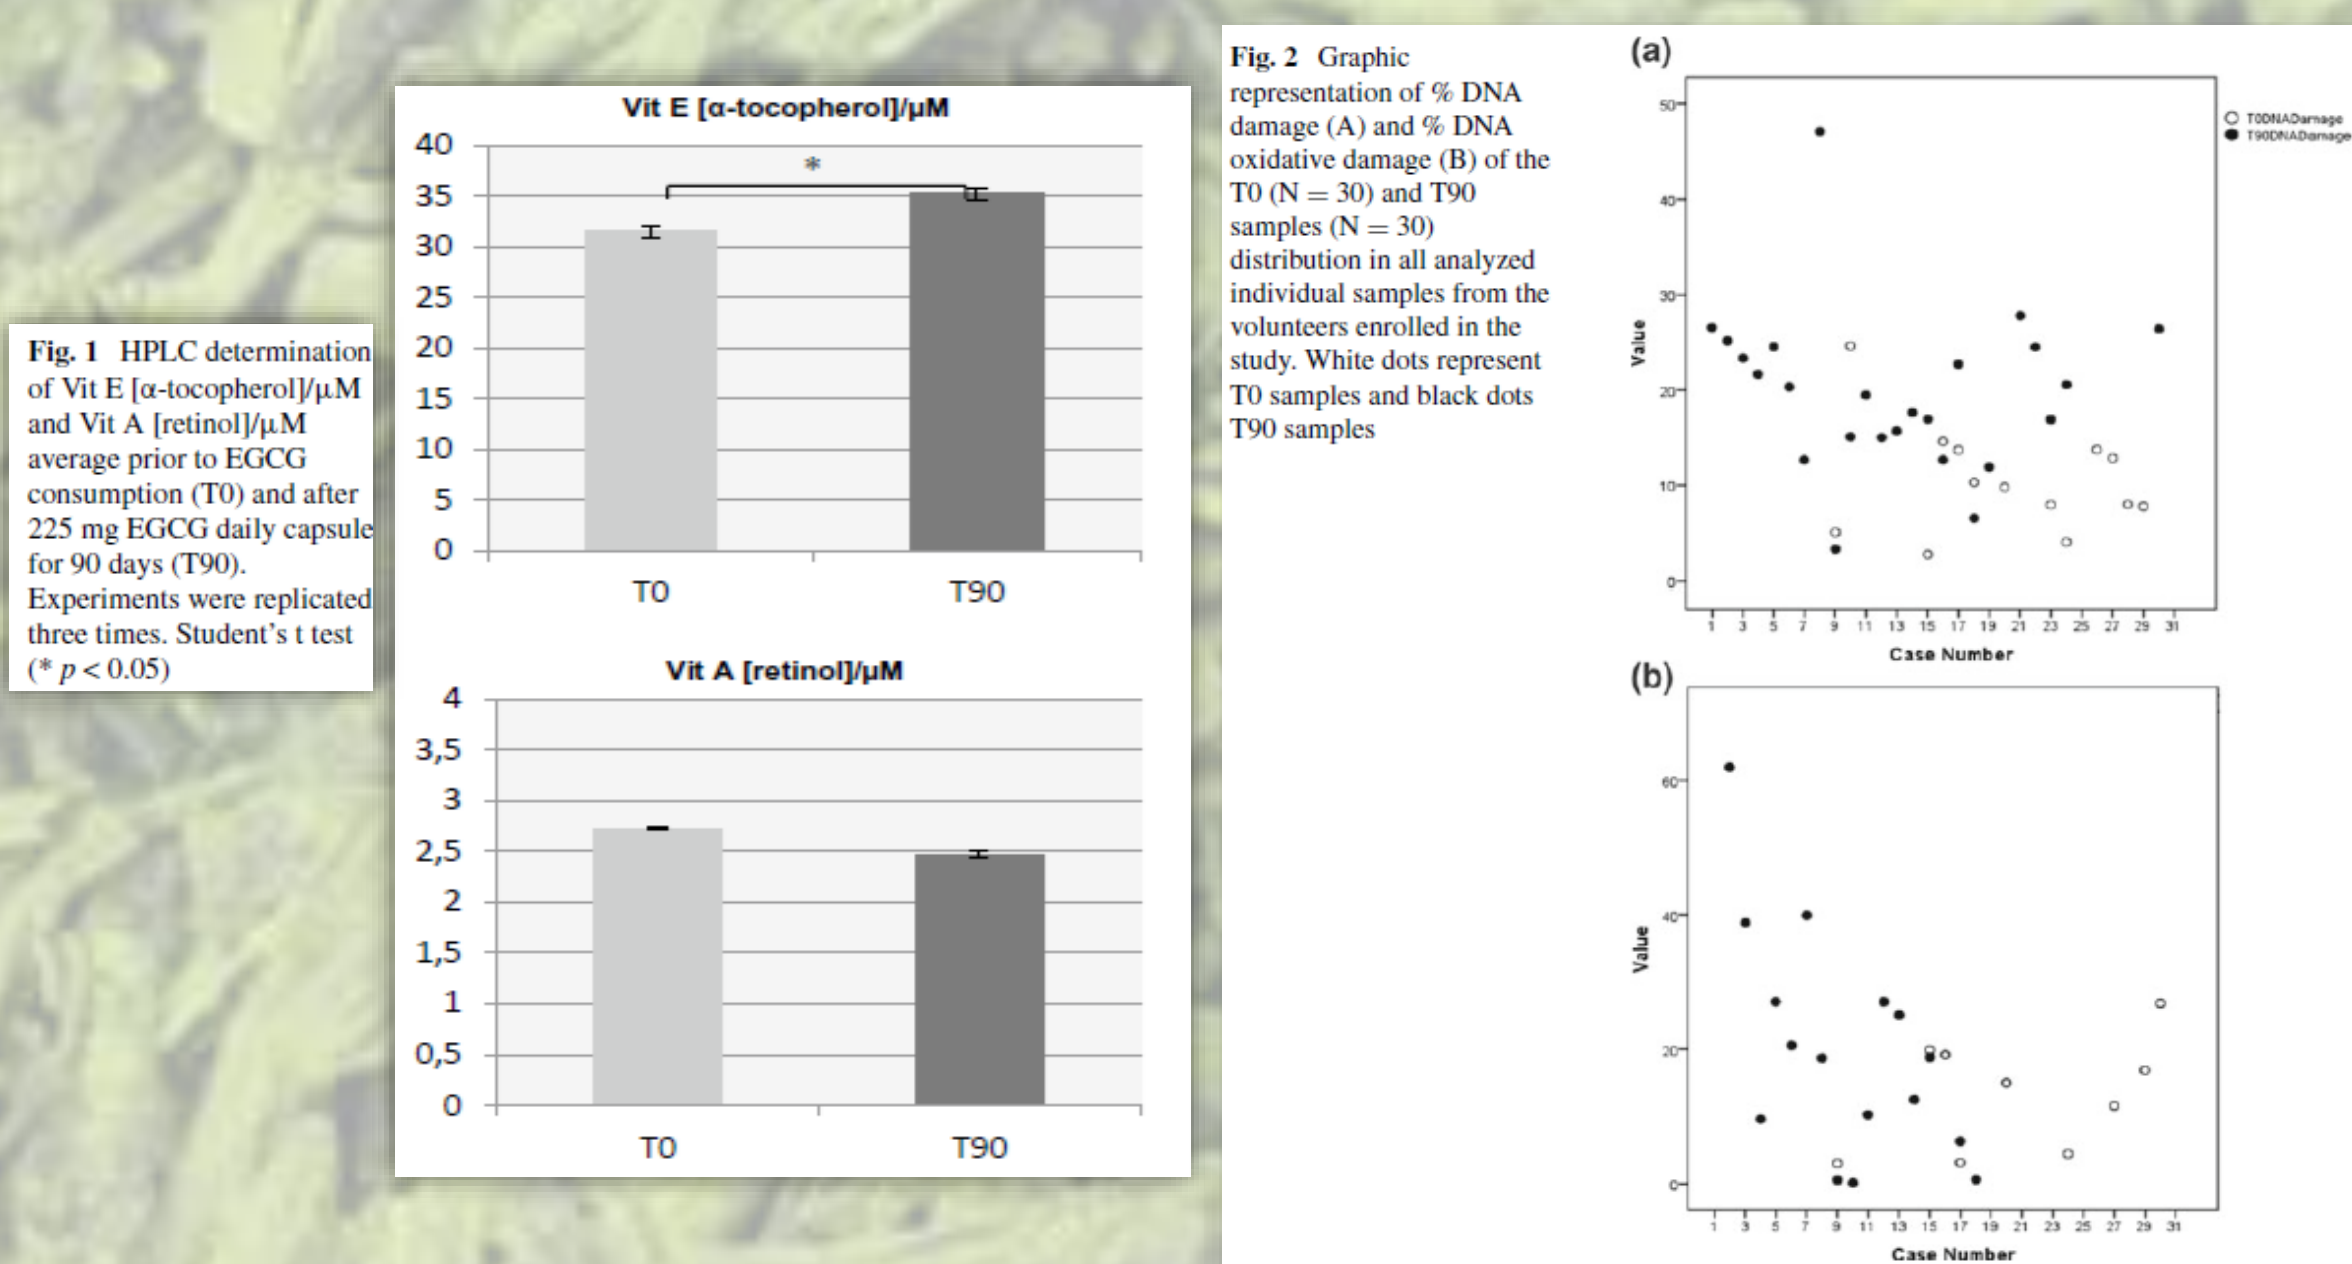 Fig. 1 HPLC determination
of Vit E [α-tocopherol]/μM
and Vit A [retinol]/μM
average prior to EGCG
consumption (T0) and after
225 mg EGCG daily capsule
for 90 days (T90).
Experiments were replicated
three times. Student's t test
(* p < 0.05)
Vit E [α-tocopherol]/μM
*
40
35
30
25
20
15
10
5
0
T0 T90
Vit A [retinol]/μM
4
3,5
3
2,5
2
1,5
1
0,5
0
T0 T90
Fig. 2 Graphic
representation of % DNA
damage (A) and % DNA
oxidative damage (B) of the
T0 (N = 30) and T90
samples (N = 30)
distribution in all analyzed
individual samples from the
volunteers enrolled in the
study. White dots represent
T0 samples and black dots
T90 samples
(a)
T0DNADamage
T90DNADamage
50
40
30
20
10
0
Value
1 3 5 7 9 11 13 15 17 19 21 23 25 27 29 31
Case Number
(b)
60
40
20
0
Value
1 3 5 7 9 11 13 15 17 19 21 23 25 27 29 31
Case Number